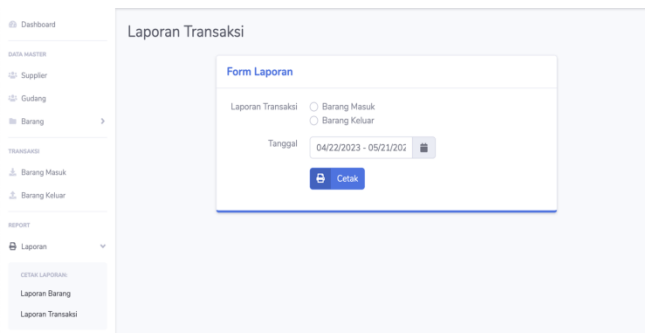 Dashboard
DATA MASTER
Supplier
Gudang
Barang
TRANSAKSI
Barang Masuk
Barang Keluar
REPORT
Laporan
CETAK LAPORAN:
Laporan Barang
Laporan Transaksi
Laporan Transaksi
Form Laporan
Laporan Transaksi
Barang Masuk
Barang Keluar
Tanggal
04/22/2023 - 05/21/202
Cetak